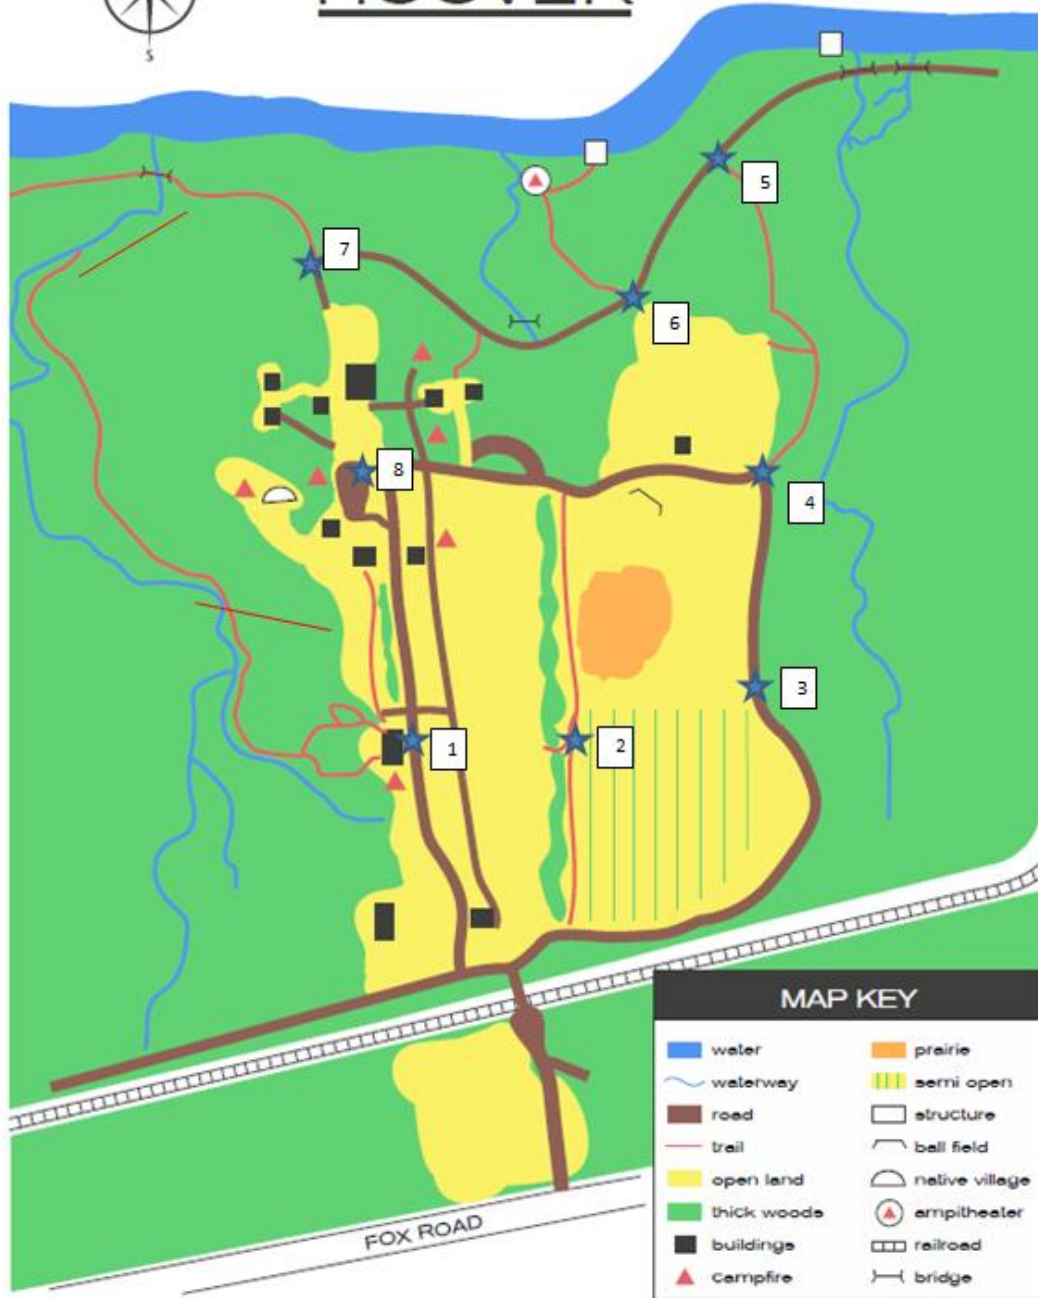 HOOVER
S
5
7
6
8
4
3
1
2
MAP KEY
water
waterway
road
trail
open land
thick woods
buildings
campfire
prairie
semi open
structure
ball field
native village
ampitheater
railroad
bridge
FOX ROAD